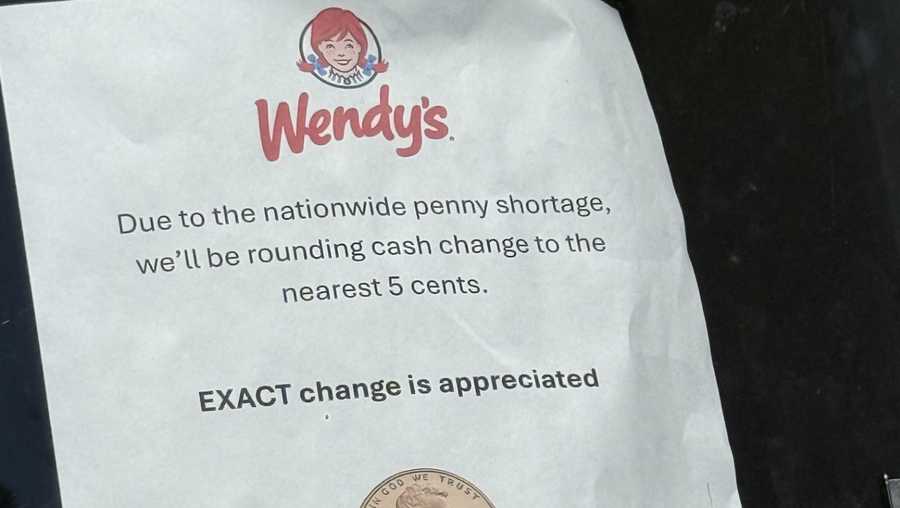 Wendy's
Due to the nationwide penny shortage,
we'll be rounding cash change to the
nearest 5 cents.
EXACT change is appreciated
IN GOD WE TRUST